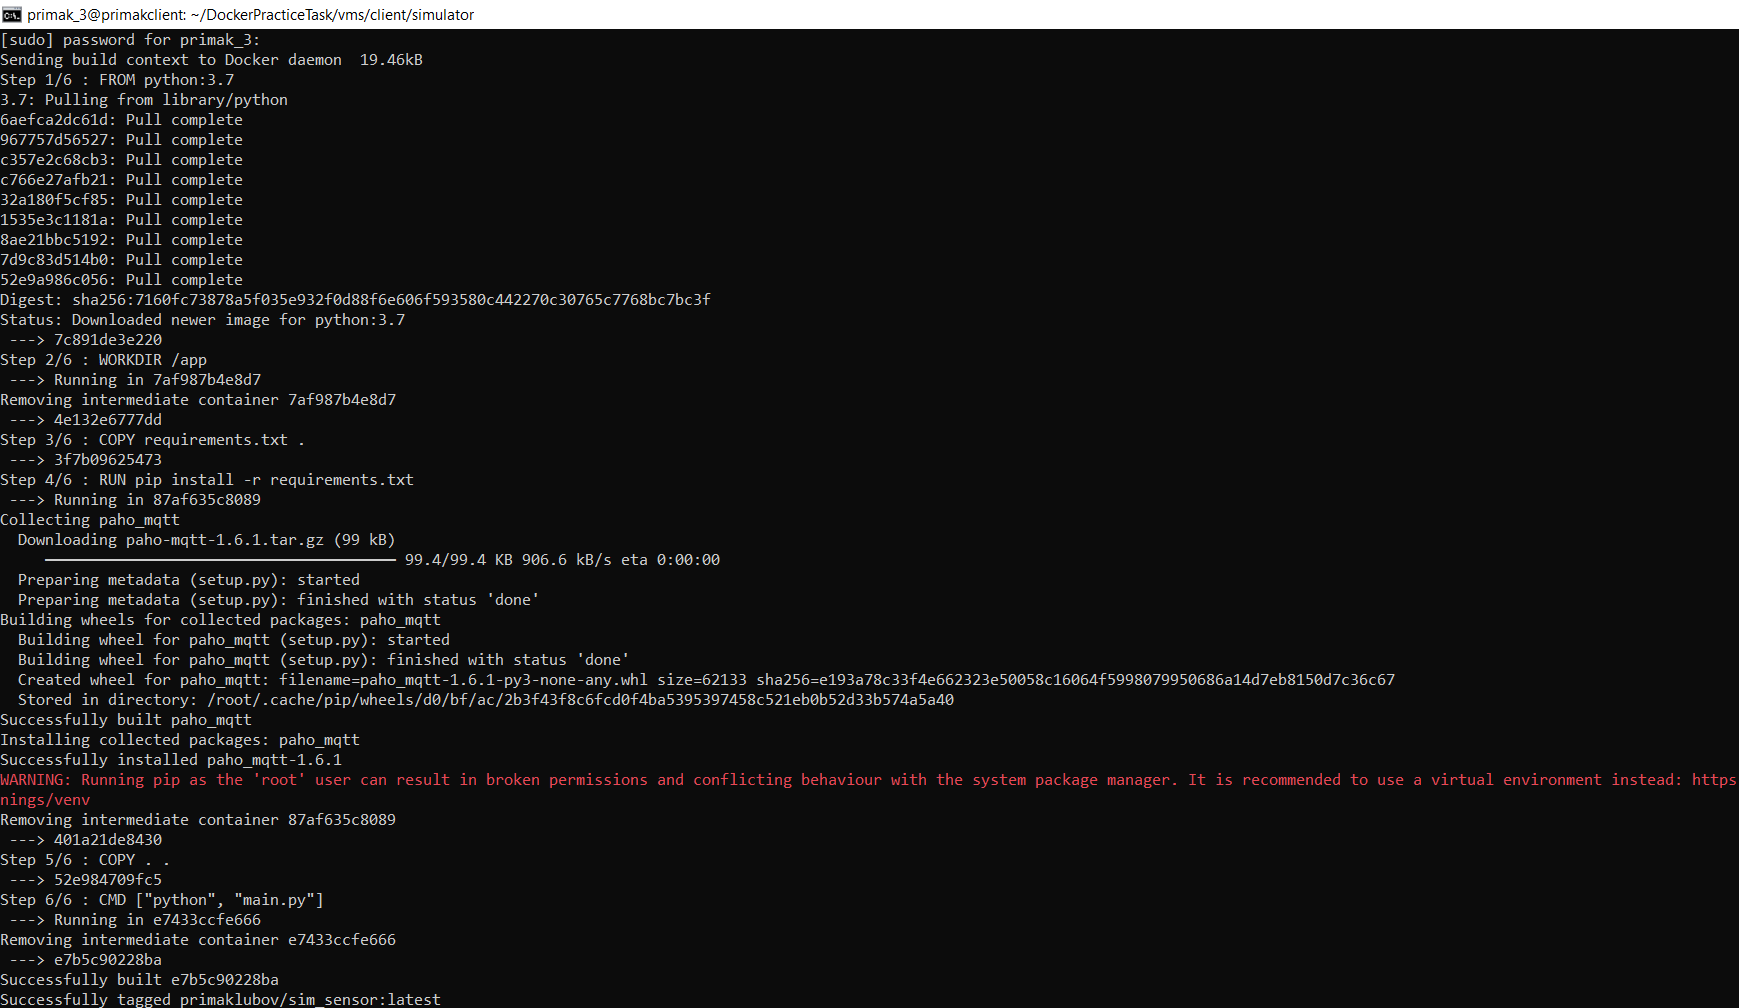 primak_3@primakclient: ~/DockerPracticeTask/vms/client/simulator
[sudo] password for primak_3:
Sending build context to Docker daemon  19.46kB
Step 1/6 : FROM python:3.7
3.7: Pulling from library/python
6aefca2dc61d: Pull complete
967757d56527: Pull complete
c357e2c68cb3: Pull complete
c766e27afb21: Pull complete
32a180f5cf85: Pull complete
1535e3c1181a: Pull complete
8ae21bbc5192: Pull complete
7d9c83d514b0: Pull complete
52e9a986c056: Pull complete
Digest: sha256:7160fc73878a5f035e932f0d88f6e606f593580c442270c30765c7768bc7bc3f
Status: Downloaded newer image for python:3.7
 ---> 7c891de3e220
Step 2/6 : WORKDIR /app
 ---> Running in 7af987b4e8d7
Removing intermediate container 7af987b4e8d7
 ---> 4e132e6777dd
Step 3/6 : COPY requirements.txt .
 ---> 3f7b09625473
Step 4/6 : RUN pip install -r requirements.txt
 ---> Running in 87af635c8089
Collecting paho_mqtt
  Downloading paho-mqtt-1.6.1.tar.gz (99 kB)
     ━━━━━━━━━━━━━━━━━━━━━━━━━━━━━━━━━━━━━━━ 99.4/99.4 KB 906.6 kB/s eta 0:00:00
  Preparing metadata (setup.py): started
  Preparing metadata (setup.py): finished with status 'done'
Building wheels for collected packages: paho_mqtt
  Building wheel for paho_mqtt (setup.py): started
  Building wheel for paho_mqtt (setup.py): finished with status 'done'
  Created wheel for paho_mqtt: filename=paho_mqtt-1.6.1-py3-none-any.whl size=62133 sha256=e193a78c33f4e662323e50058c16064f5998079950686a14d7eb8150d7c36c67
  Stored in directory: /root/.cache/pip/wheels/d0/bf/ac/2b3f43f8c6fcd0f4ba5395397458c521eb0b52d33b574a5a40
Successfully built paho_mqtt
Installing collected packages: paho_mqtt
Successfully installed paho_mqtt-1.6.1
WARNING: Running pip as the 'root' user can result in broken permissions and conflicting behaviour with the system package manager. It is recommended to use a virtual environment instead: https
nings/venv
Removing intermediate container 87af635c8089
 ---> 401a21de8430
Step 5/6 : COPY . .
 ---> 52e984709fc5
Step 6/6 : CMD ["python", "main.py"]
 ---> Running in e7433ccfe666
Removing intermediate container e7433ccfe666
 ---> e7b5c90228ba
Successfully built e7b5c90228ba
Successfully tagged primaklubov/sim_sensor:latest